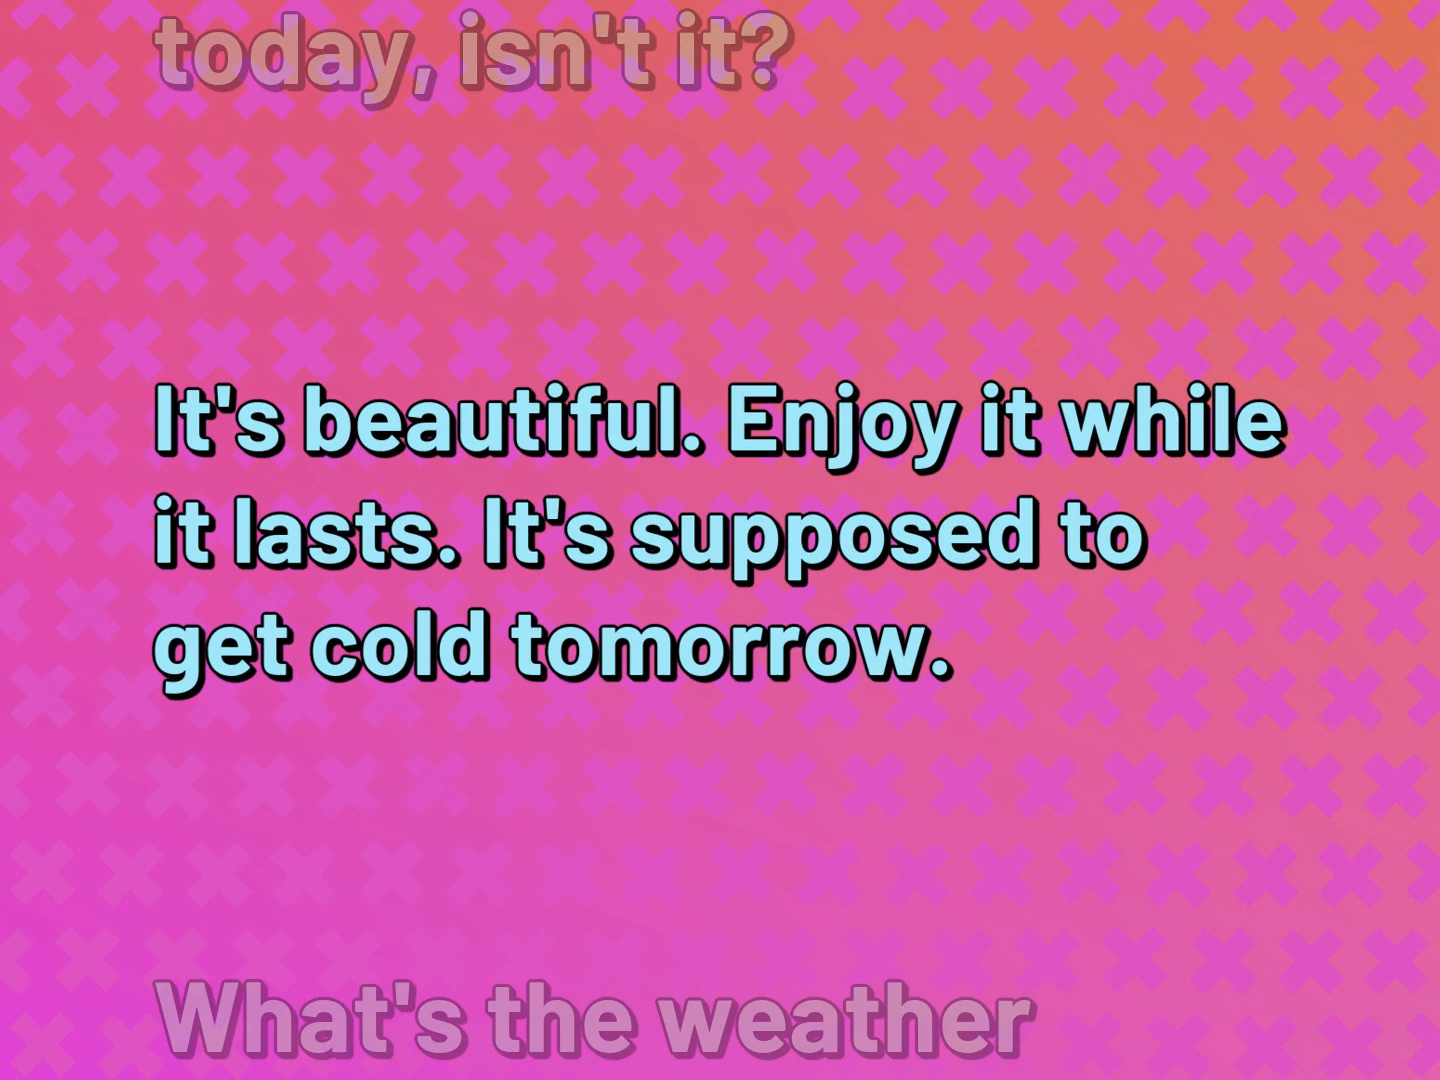 today, isn't it?
It's beautiful. Enjoy it while
it lasts. It's supposed to
get cold tomorrow.
What's the weather